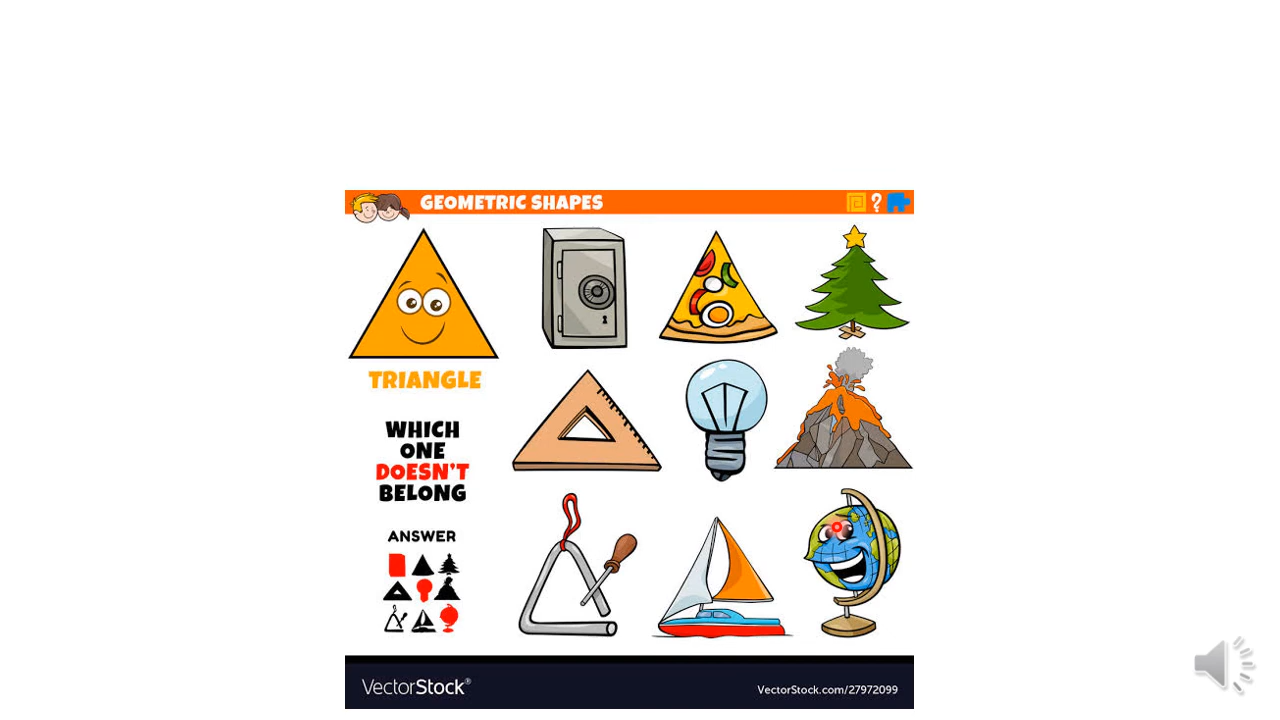 GEOMETRIC SHAPES
?
TRIANGLE
WHICH
ONE
DOESN'T
BELONG
ANSWER
VectorStock®
VectorStock.com/27972099